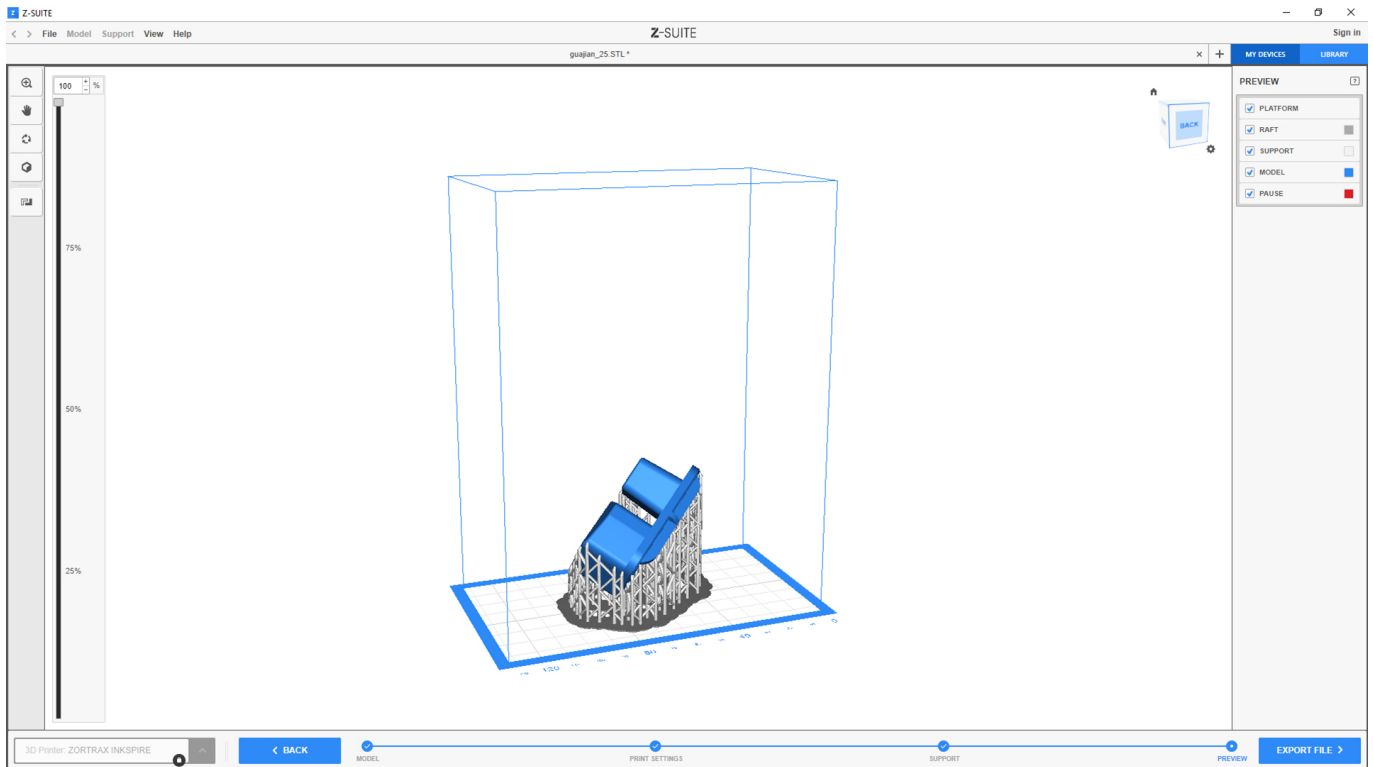 Z-SUITE
File Model Support View Help
Z-SUITE
Sign in
guajian_25.STL*
MY DEVICES
LIBRARY
100 %
PREVIEW
PLATFORM
RAFT
SUPPORT
MODEL
PAUSE
BACK
75%
50%
25%
3D Printer: ZORTRAX INKSPIRE
BACK
MODEL
PRINT SETTINGS
SUPPORT
PREVIEW
EXPORT FILE